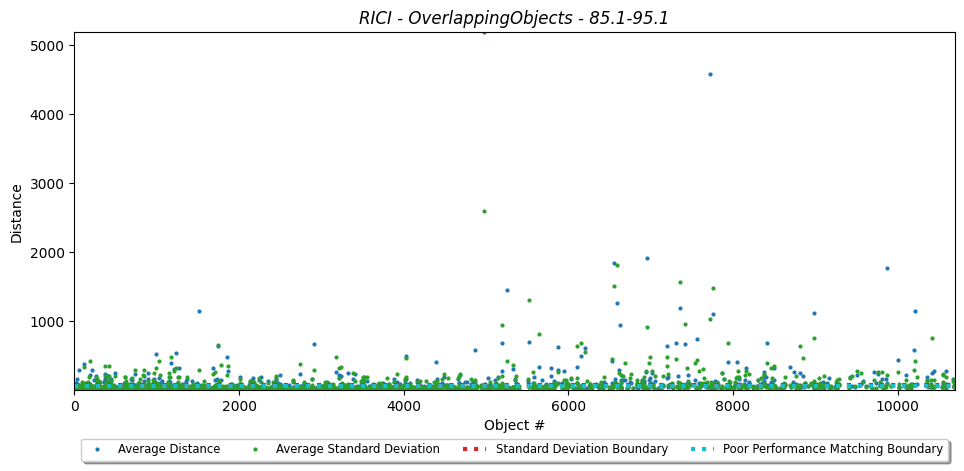 RICI - OverlappingObjects - 85.1-95.1
5000
4000
3000
2000
1000
Distance
0 2000 4000 6000 8000 10000
Object #
Average Distance Average Standard Deviation Standard Deviation Boundary Poor Performance Matching Boundary